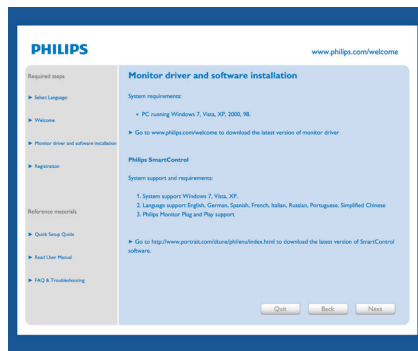 PHILIPS
www.philips.com/welcome
Required steps
► Select Language
► Welcome
► Monitor driver and software installation
► Registration
Reference materials
► Quick Setup Guide
► Read User Manual
► FAQ & Troubleshooting
Monitor driver and software installation
System requirements:
• PC running Windows 7, Vista, XP, 2000, 98.
► Go to www.philips.com/welcome to download the latest version of monitor driver
Philips SmartControl
System support and requirements:
1. System support Windows 7, Vista, XP.
2. Language support English, German, Spanish, French, Italian, Russian, Portuguese, Simplified Chinese
3. Philips Monitor Plug and Play support
► Go to http://www.portrait.com/dtune/phl/enu/index.html to download the latest version of SmartControl
software.
Quit
Back
Next